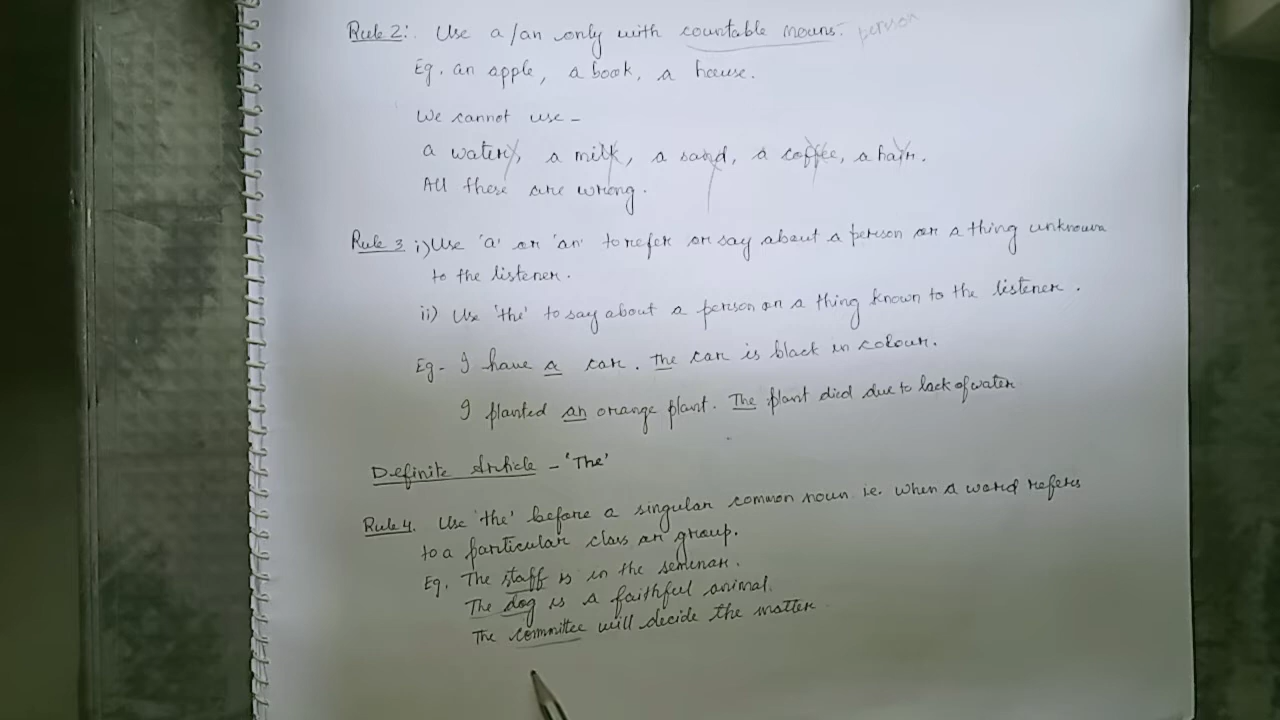 Rule 2:. Use a/an only with countable nouns. person
Eg. an apple, a book, a house.
We cannot use -
a water, a milk, a sand, a coffee, a hair.
All these are wrong.
Rule 3 i) Use 'a' or 'an' to refer or say about a person or a thing unknown
to the listener.
ii) Use 'the' to say about a person or a thing known to the listener.
Eg - I have a car. The car is black in colour.
I planted an orange plant. The plant died due to lack of water
Definite Article - 'The'
Rule 4. Use 'the' before a singular common noun ie. when a word refers
to a particular class or group.
Eg. The staff is in the seminar.
The dog is a faithful animal.
The committee will decide the matter.